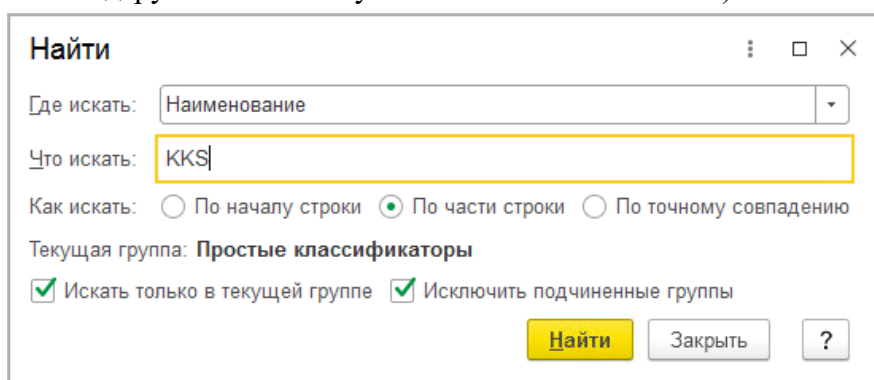 Найти
Где искать: Наименование
Что искать: KKS
Как искать: По началу строки По части строки По точному совпадению
Текущая группа: Простые классификаторы
Искать только в текущей группе Исключить подчиненные группы
Найти Закрыть ?